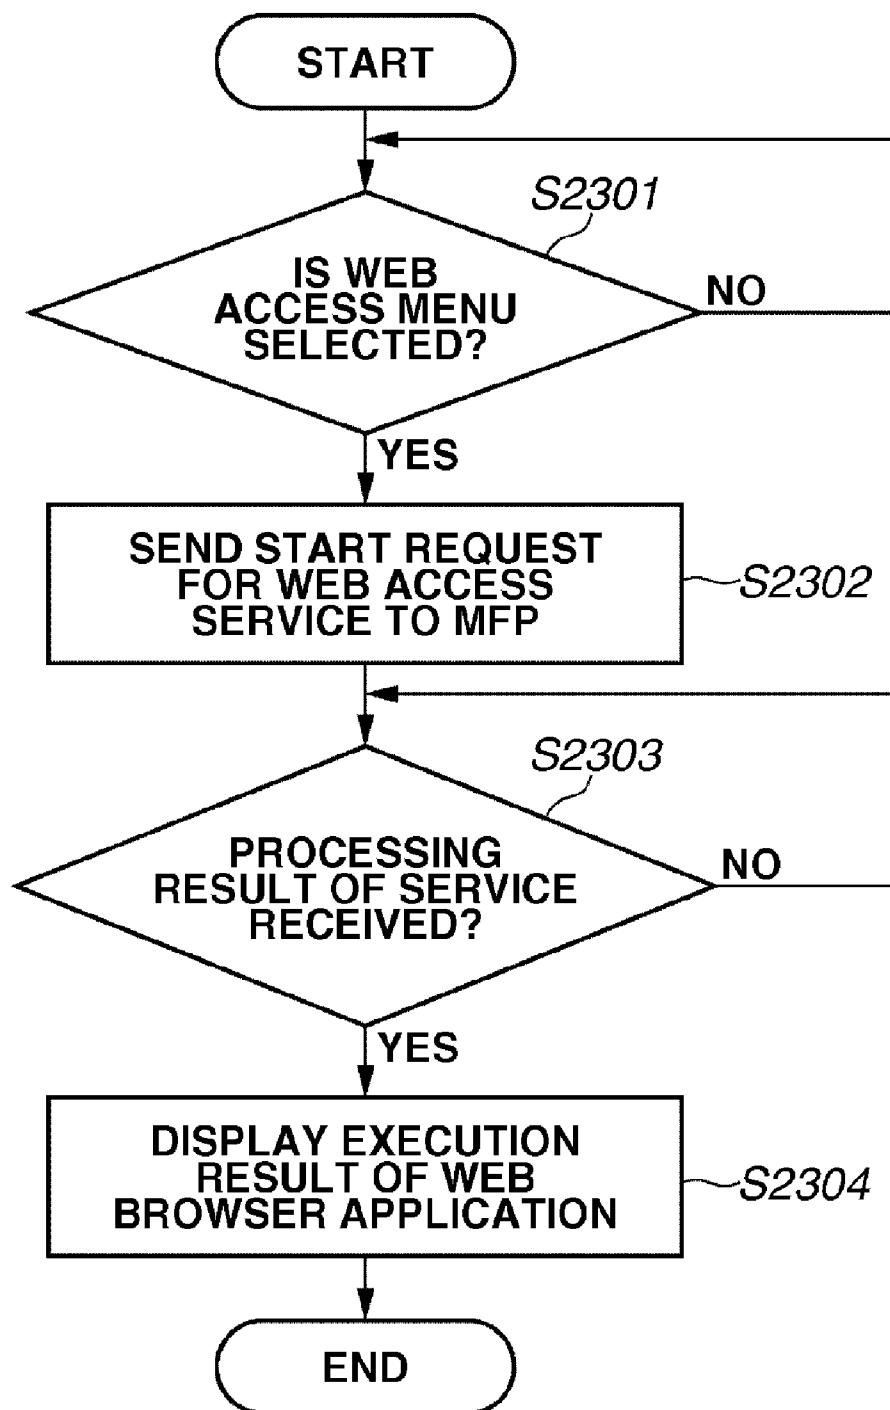 START
S2301
IS WEB
ACCESS MENU
SELECTED?
NO
YES
SEND START REQUEST
FOR WEB ACCESS
SERVICE TO MFP
S2302
S2303
PROCESSING
RESULT OF SERVICE
RECEIVED?
NO
YES
DISPLAY EXECUTION
RESULT OF WEB
BROWSER APPLICATION
S2304
END